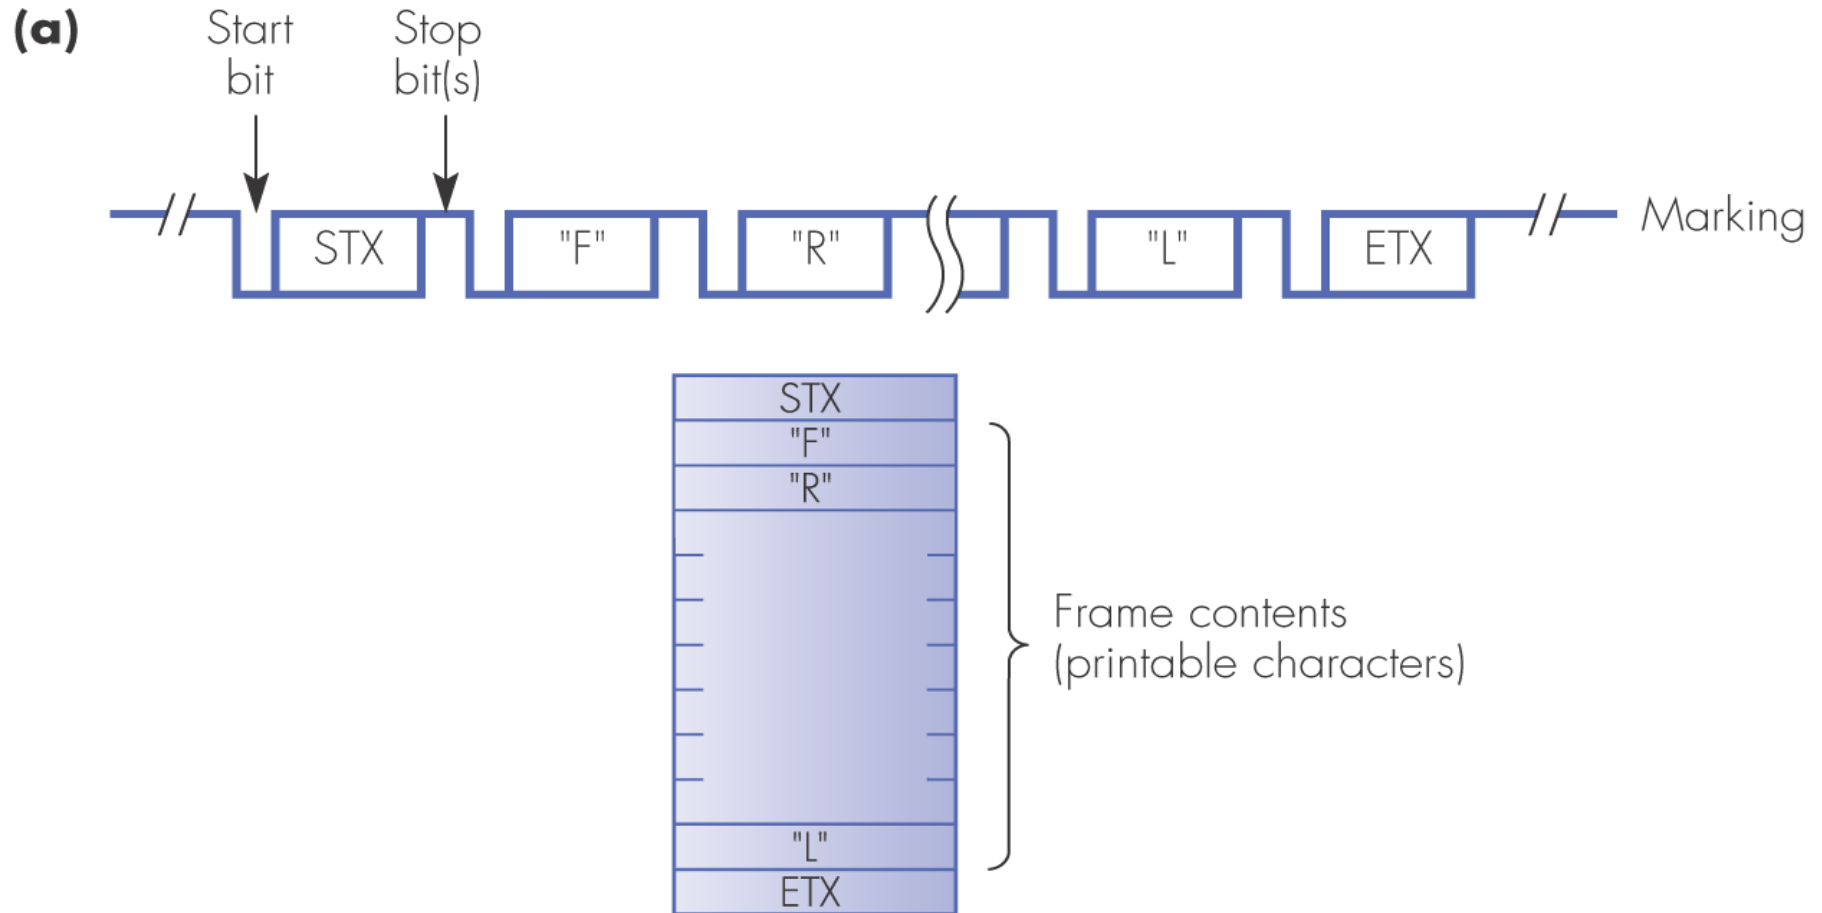 (a)
Start
bit
Stop
bit(s)
STX
"F"
"R"
"L"
ETX
Marking
STX
"F"
"R"
Frame contents
(printable characters)
"L"
ETX